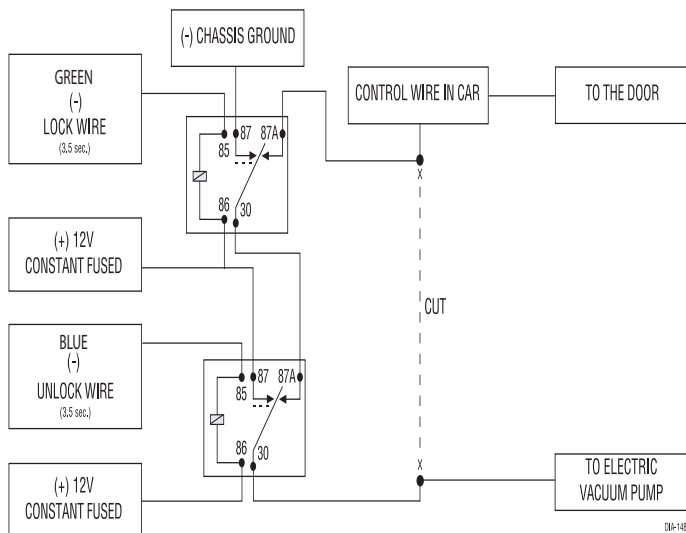 (-) CHASSIS GROUND
GREEN
(-)
LOCK WIRE
(3.5 sec.)
CONTROL WIRE IN CAR
TO THE DOOR
87 87A
85
86 30
(+) 12V
CONSTANT FUSED
X
CUT
BLUE
(-)
UNLOCK WIRE
(3.5 sec.)
87 87A
85
86 30
X
(+) 12V
CONSTANT FUSED
TO ELECTRIC
VACUUM PUMP